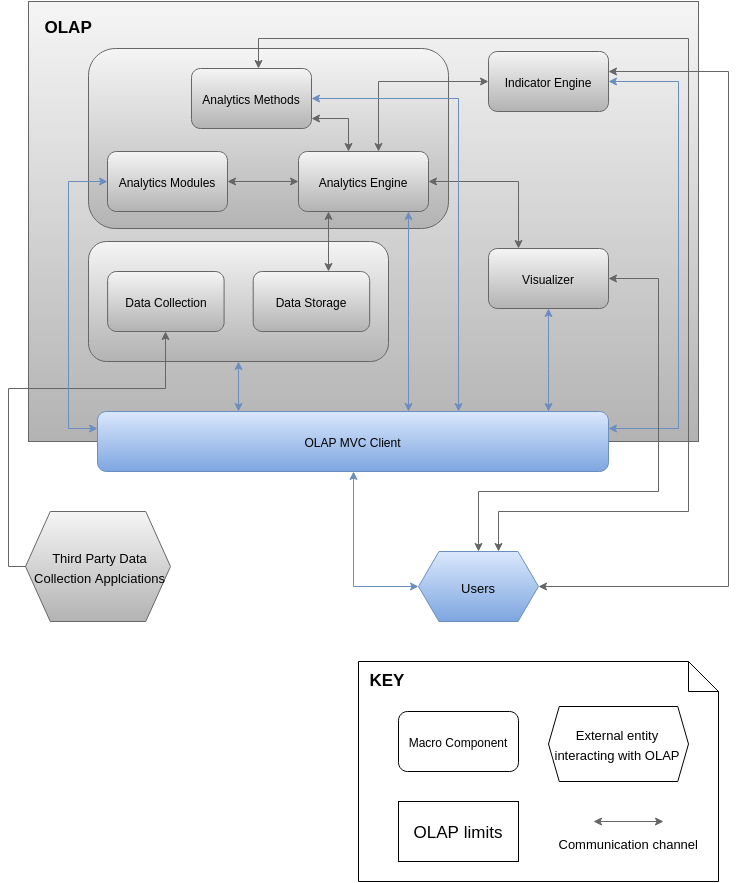 OLAP
Analytics Methods
Indicator Engine
Analytics Modules
Analytics Engine
Visualizer
Data Collection
Data Storage
OLAP MVC Client
Third Party Data
Collection Applciations
Users
KEY
Macro Component
External entity
interacting with OLAP
OLAP limits
Communication channel